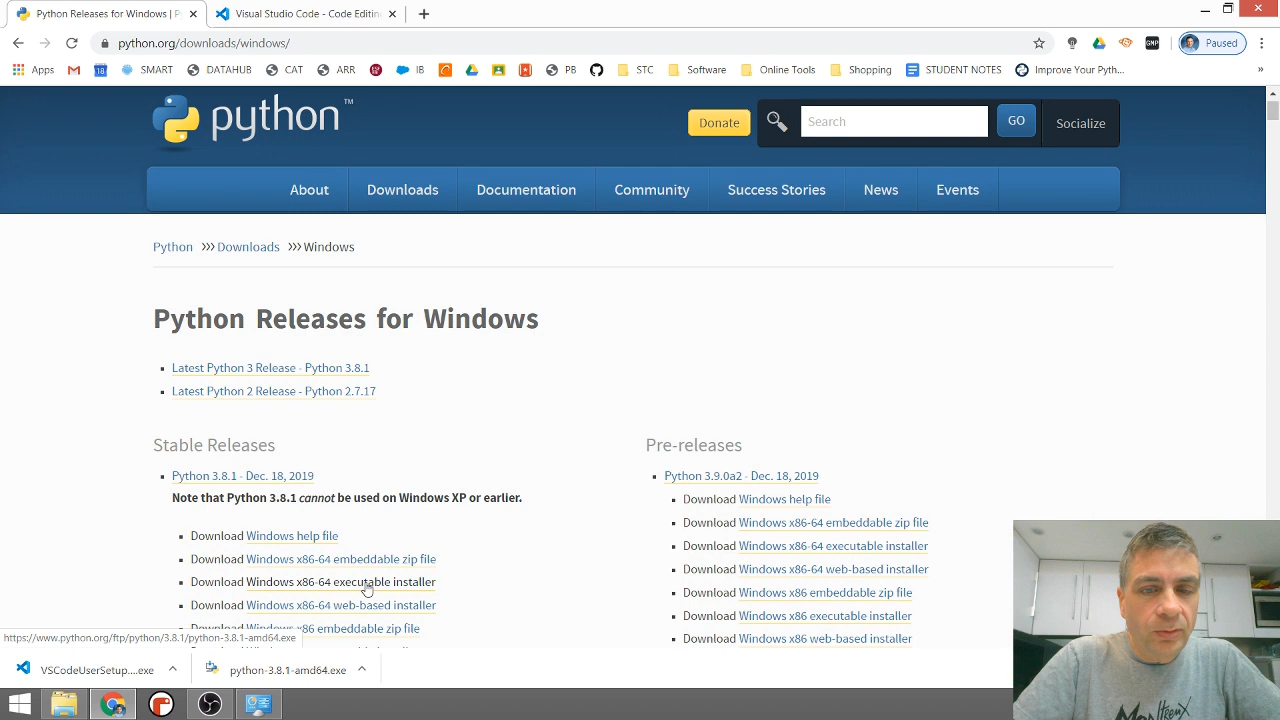 Python Releases for Windows | P
Visual Studio Code - Code Editin
python.org/downloads/windows/
GMP
Paused
Apps
SMART
DATAHUB
CAT
ARR
IB
PB
STC
Software
Online Tools
Shopping
STUDENT NOTES
Improve Your Pyth...
»
python™
Donate
Search
GO
Socialize
About
Downloads
Documentation
Community
Success Stories
News
Events
Python >>> Downloads >>> Windows
Python Releases for Windows
Latest Python 3 Release - Python 3.8.1
Latest Python 2 Release - Python 2.7.17
Stable Releases
Python 3.8.1 - Dec. 18, 2019
Note that Python 3.8.1 cannot be used on Windows XP or earlier.
Download Windows help file
Download Windows x86-64 embeddable zip file
Download Windows x86-64 executable installer
Download Windows x86-64 web-based installer
Windows x86 embeddable zip file
Pre-releases
Python 3.9.0a2 - Dec. 18, 2019
Download Windows help file
Download Windows x86-64 embeddable zip file
Download Windows x86-64 executable installer
Download Windows x86-64 web-based installer
Download Windows x86 embeddable zip file
Download Windows x86 executable installer
Download Windows x86 web-based installer
https://www.python.org/ftp/python/3.8.1/python-3.8.1-amd64.exe
VSCodeUserSetup....exe
python-3.8.1-amd64.exe